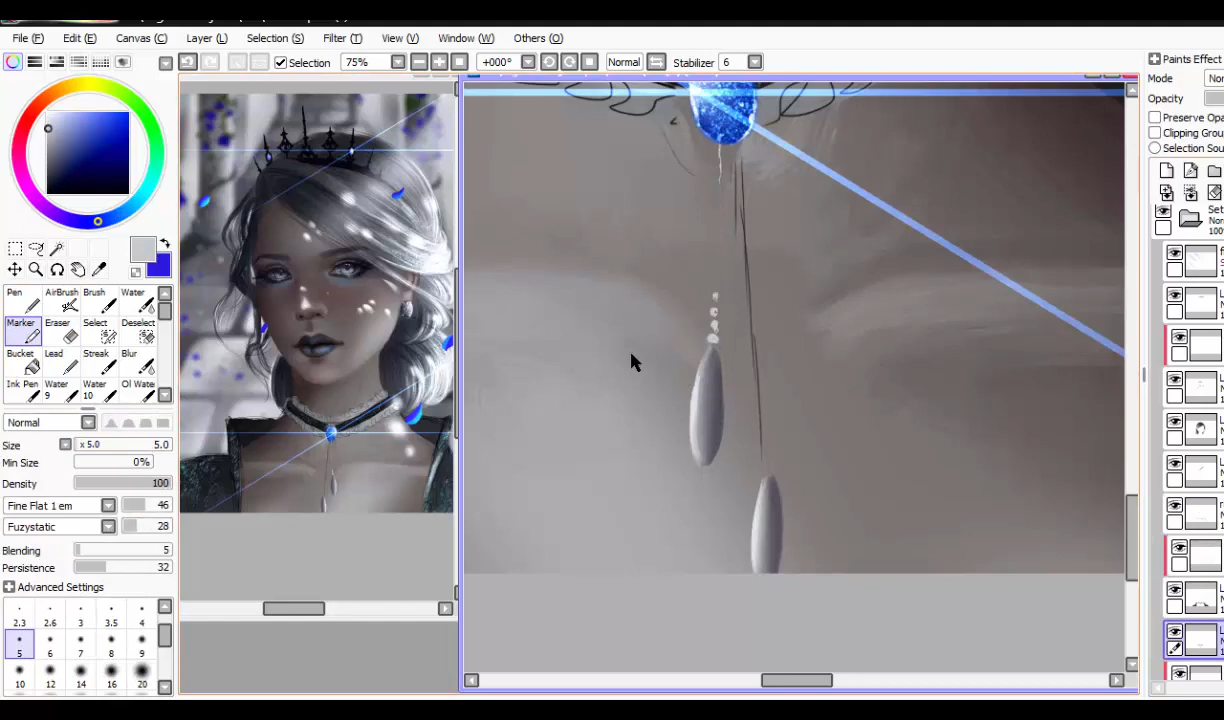 File (F) Edit (E) Canvas (C) Layer (L) Selection (S) Filter (T) View (V) Window (W) Others (O)
Selection 75% +000° Normal Stabilizer 6
Paints Effect
Mode
Opacity
Preserve Opa
Clipping Grou
Selection Sou
Pen AirBrush Brush Water
Marker Eraser Select Deselect
Bucket Lead Streak Blur
Ink Pen Water 9 Water 10 Ol Wate
Normal
Size x 5.0 5.0
Min Size 0%
Density 100
Fine Flat 1 em 46
Fuzystatic 28
Blending 5
Persistence 32
Advanced Settings
2.3 2.6 3 3.5 4
5 6 7 8 9
10 12 14 16 20